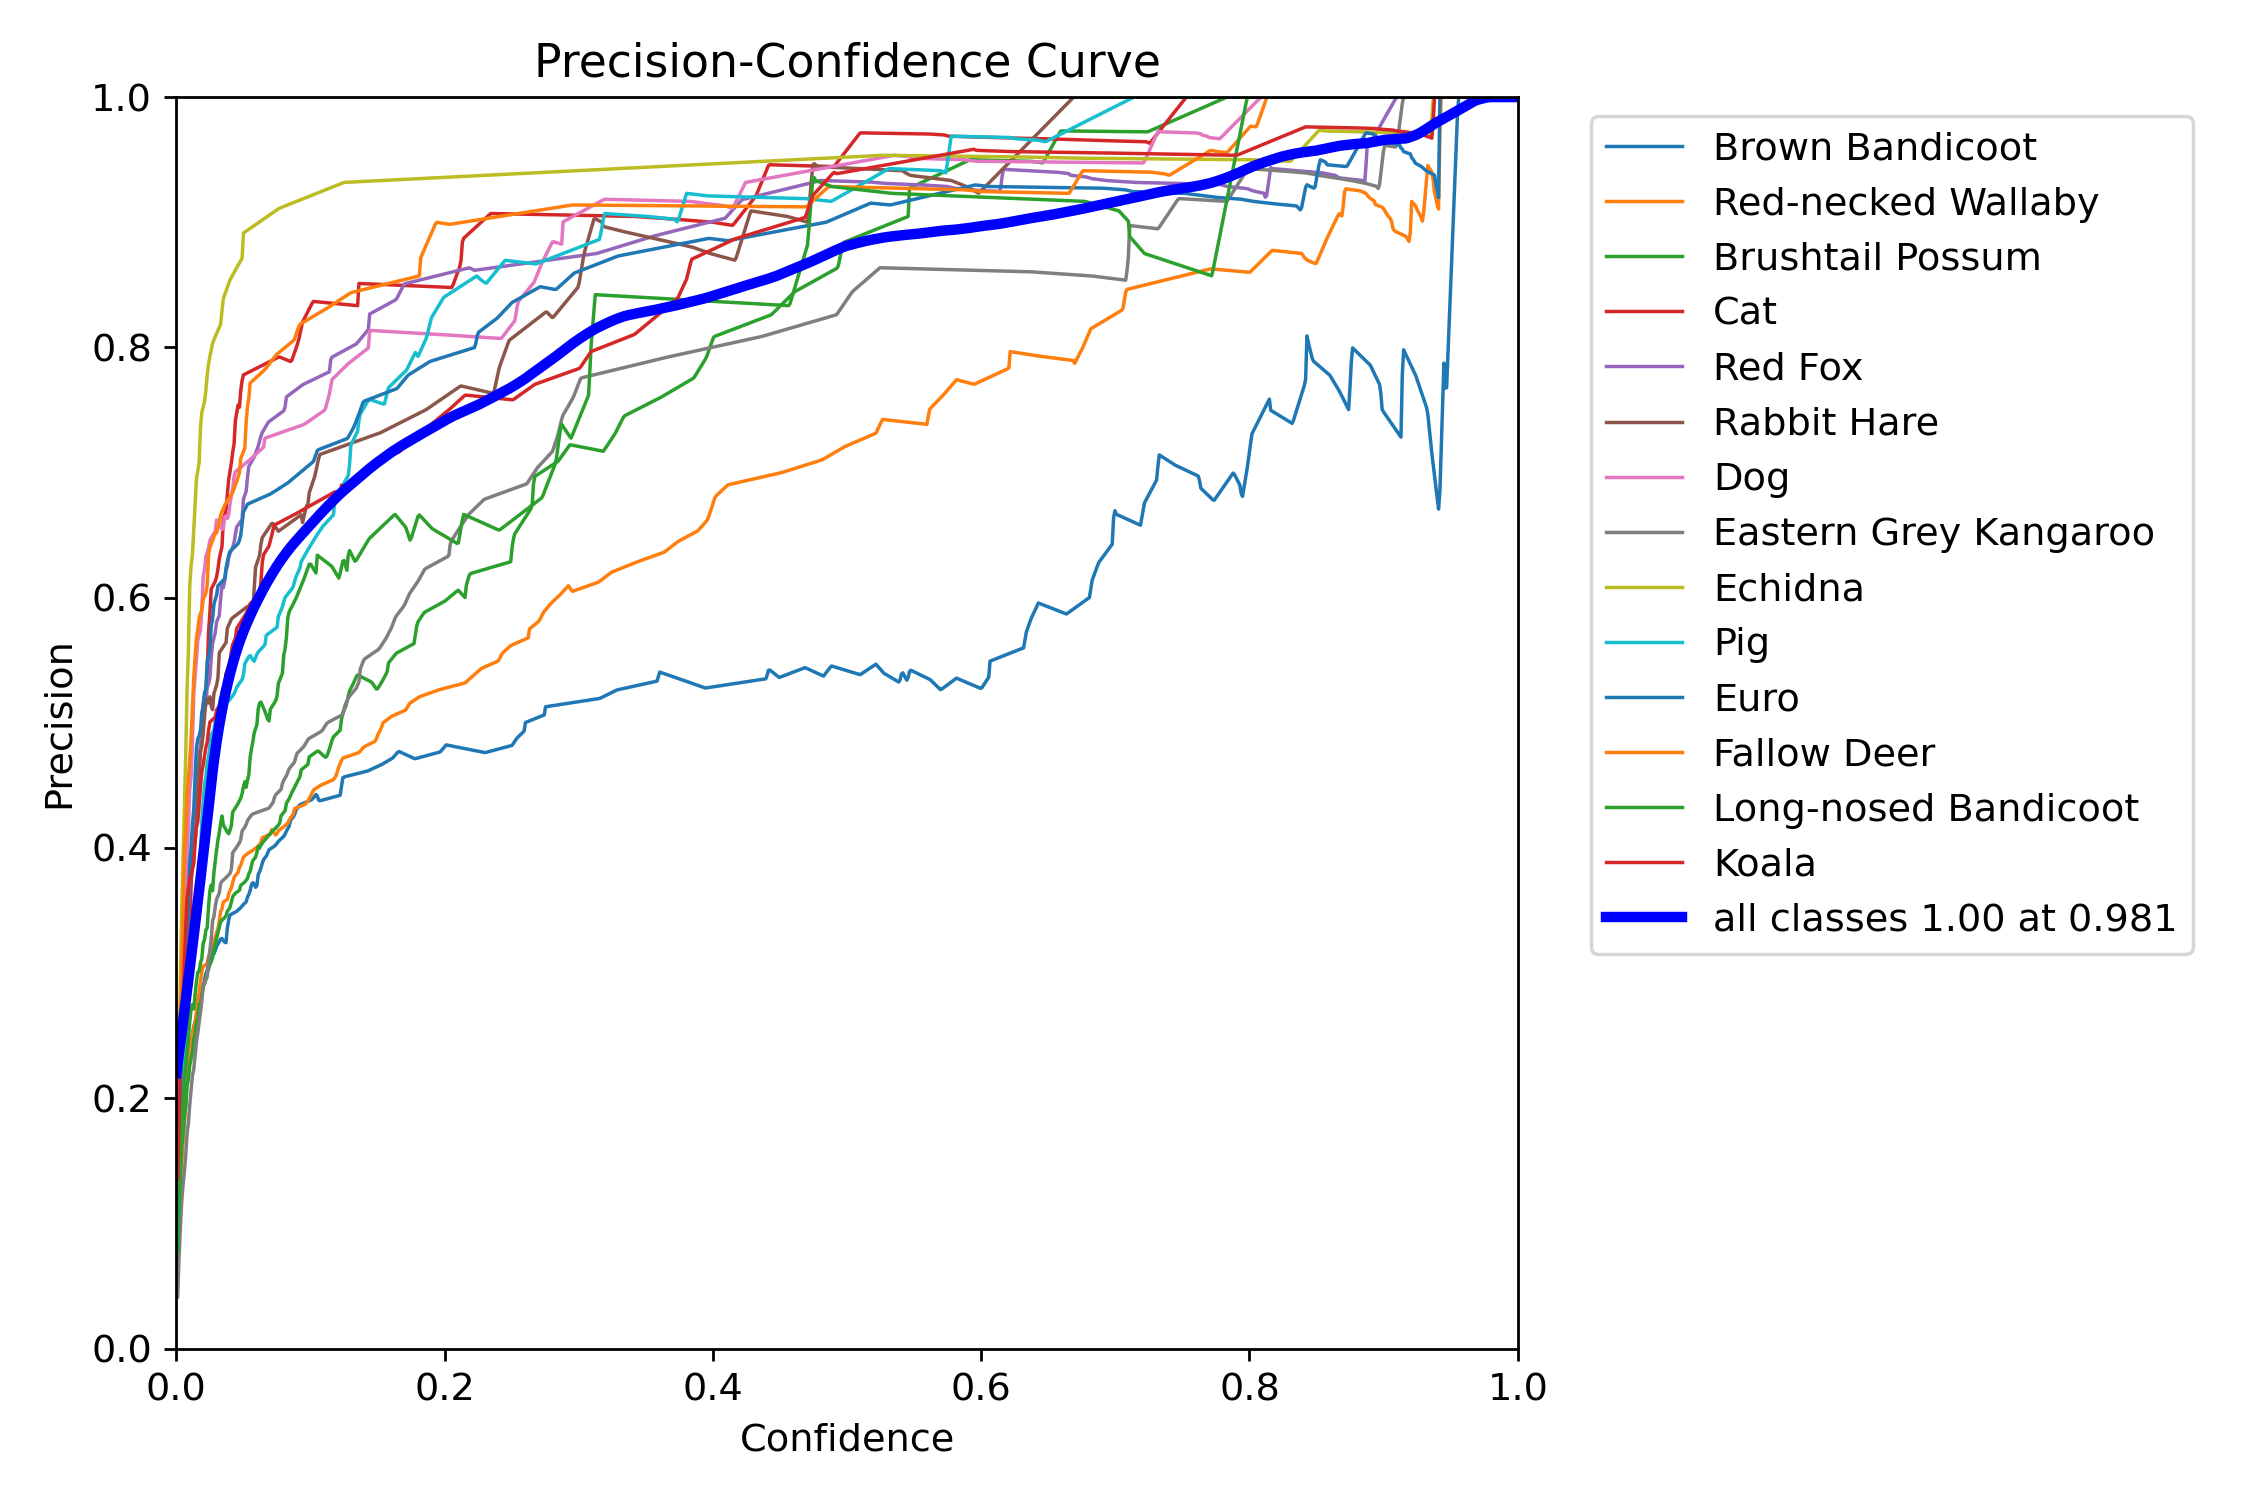 Precision-Confidence Curve
1.0
0.8
0.6
0.4
0.2
0.0
Precision
0.0 0.2 0.4 0.6 0.8 1.0
Confidence
Brown Bandicoot
Red-necked Wallaby
Brushtail Possum
Cat
Red Fox
Rabbit Hare
Dog
Eastern Grey Kangaroo
Echidna
Pig
Euro
Fallow Deer
Long-nosed Bandicoot
Koala
all classes 1.00 at 0.981